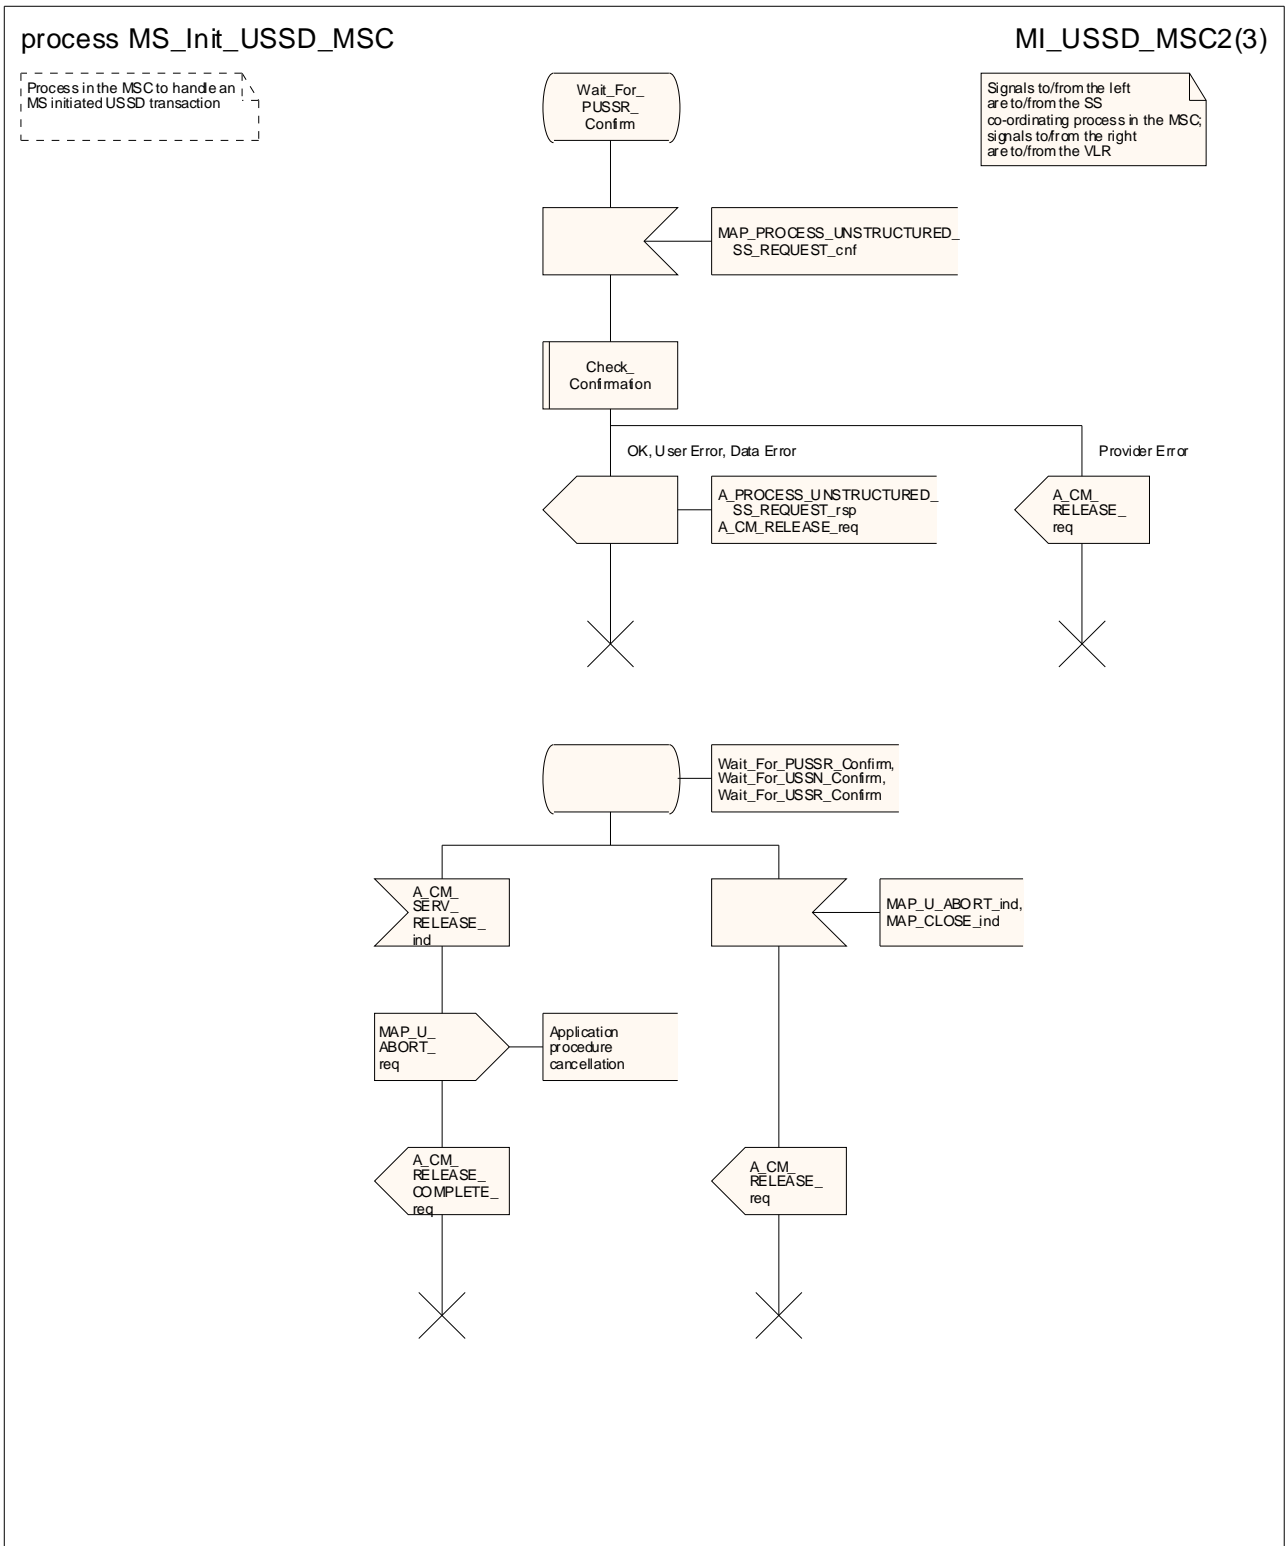 process MS_Init_USSD_MSC
MI_USSD_MSC2(3)
Process in the MSC to handle an
MS initiated USSD transaction
Wait_For_
PUSSR_
Confirm
Signals to/from the left
are to/from the SS
co-ordinating process in the MSC;
signals to/from the right
are to/from the VLR
MAP_PROCESS_UNSTRUCTURED_
SS_REQUEST_cnf
Check_
Confirmation
OK, User Error, Data Error
Provider Error
A_PROCESS_UNSTRUCTURED_
SS_REQUEST_rsp
A_CM_RELEASE_req
A_CM_
RELEASE_
req
Wait_For_PUSSR_Confirm,
Wait_For_USSN_Confirm,
Wait_For_USSR_Confirm
A_CM_
SERV_
RELEASE_
ind
MAP_U_ABORT_ind,
MAP_CLOSE_ind
MAP_U_
ABORT_
req
Application
procedure
cancellation
A_CM_
RELEASE_
COMPLETE_
req
A_CM_
RELEASE_
req